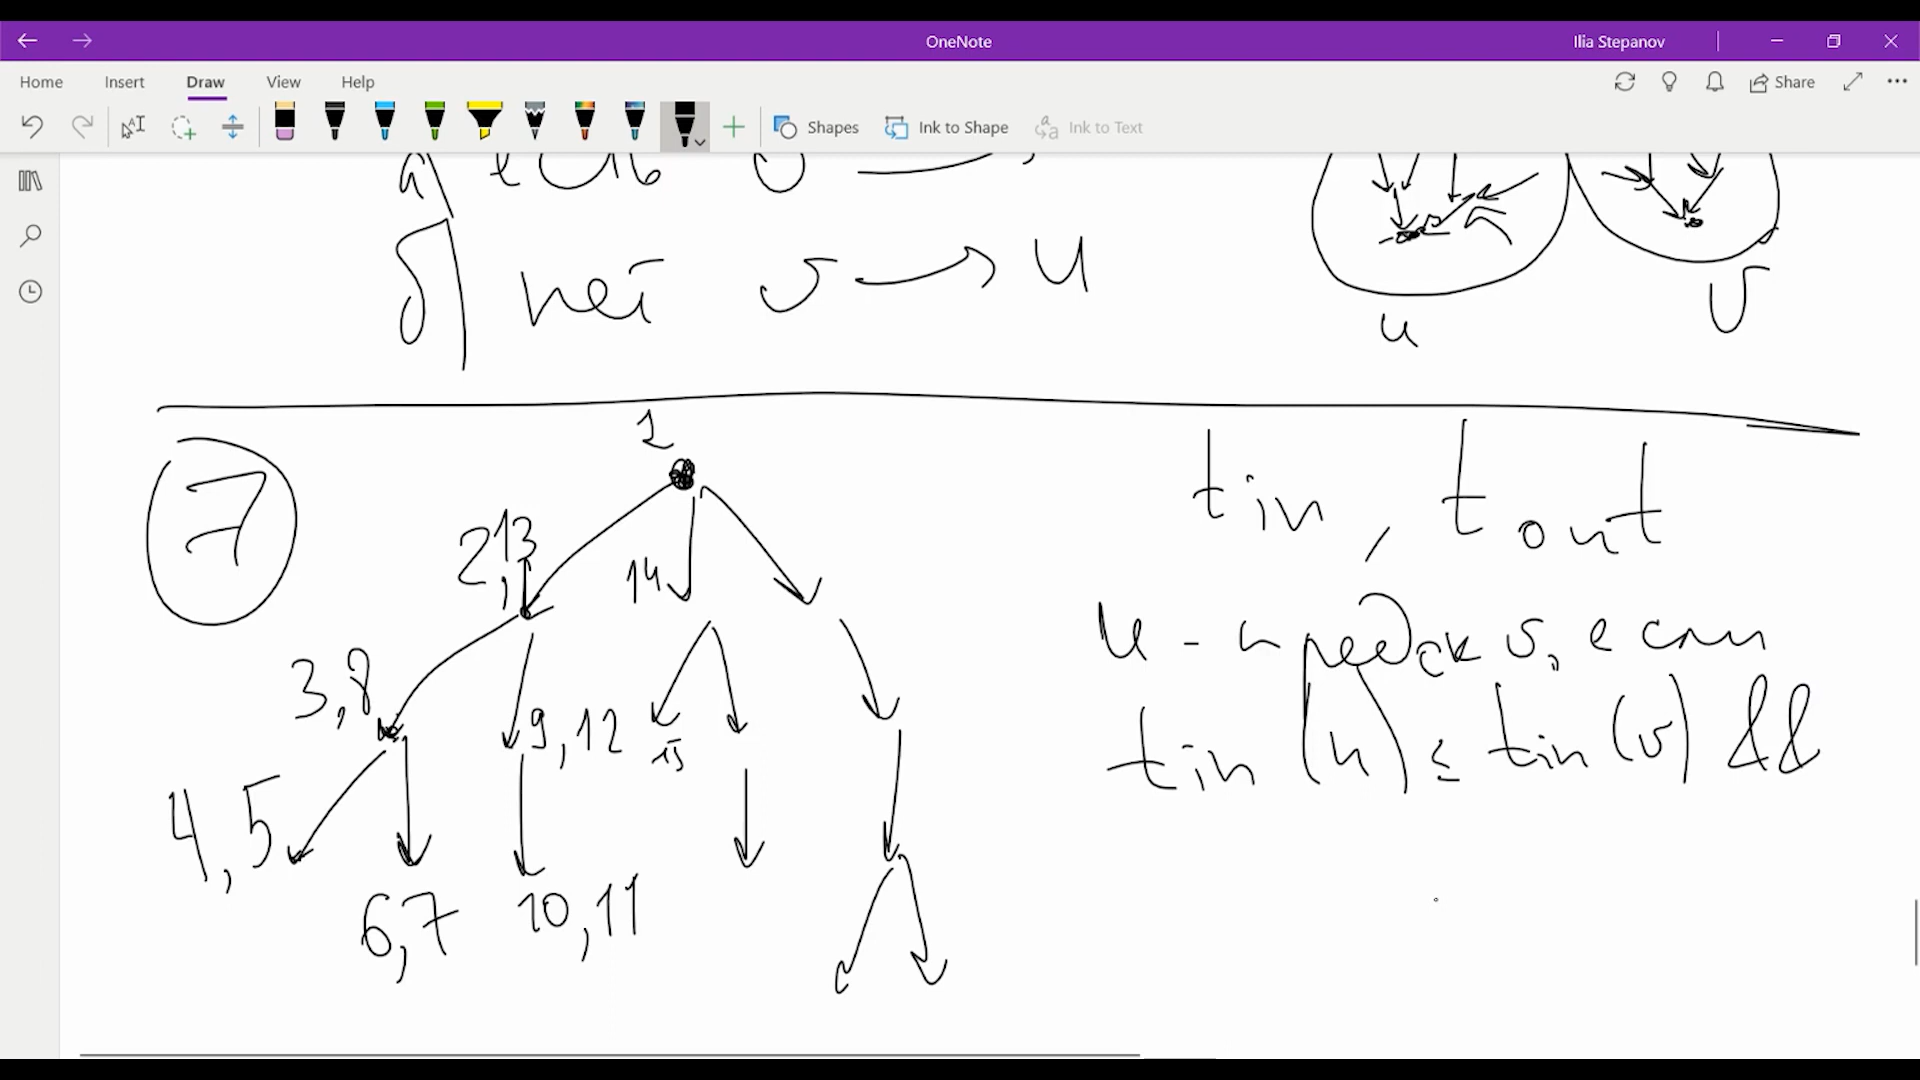 OneNote
Ilia Stepanov
Home Insert Draw View Help
Share
Shapes Ink to Shape Ink to Text
а) есть υ
б) нет υ → u
u
υ
7
1
2,13
14
3,8
9,12
15
4,5
6,7
10,11
tin, tout
u - предок υ, если
tin(u) ≤ tin(υ) &&